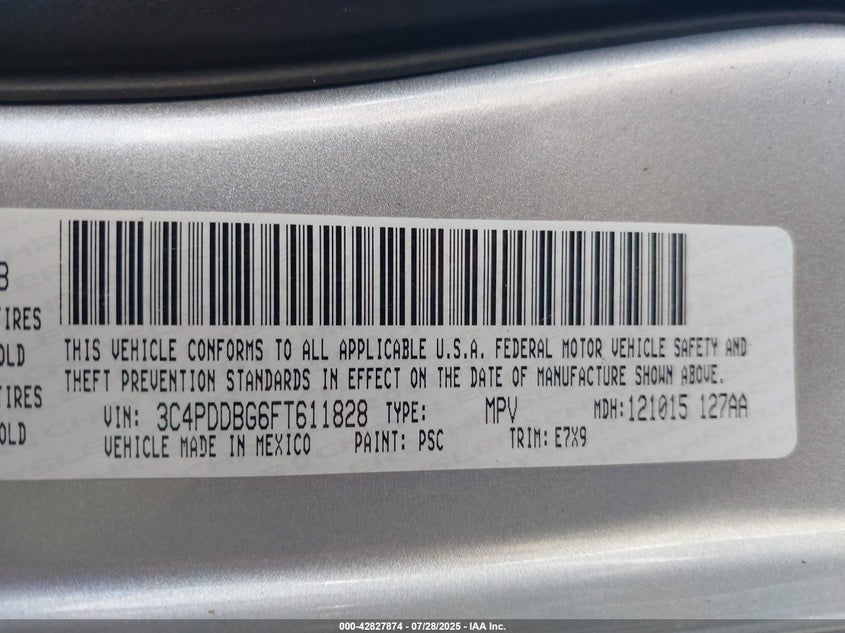 B
TIRES
OLD
TIRES
OLD
THIS VEHICLE CONFORMS TO ALL APPLICABLE U.S.A. FEDERAL MOTOR VEHICLE SAFETY AND
THEFT PREVENTION STANDARDS IN EFFECT ON THE DATE OF MANUFACTURE SHOWN ABOVE.
VIN: 3C4PDDBG6FT611828 TYPE: MPV MDH:121015 127AA
VEHICLE MADE IN MEXICO PAINT: PSC TRIM: E7X9
000-42827874 / 07/28/2025 - IAA Inc.